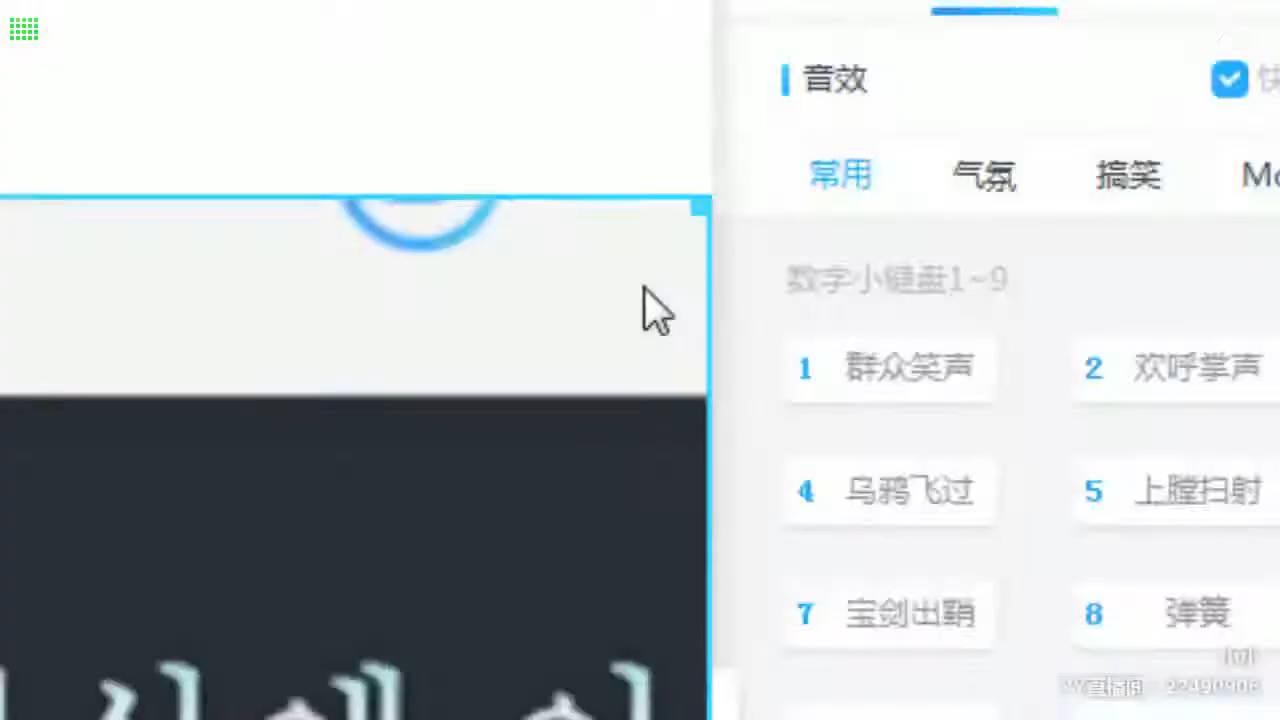 音效
常用 气氛 搞笑
数字小键盘1~9
1 群众笑声 2 欢呼掌声
4 乌鸦飞过 5 上膛扫射
7 宝剑出鞘 8 弹簧